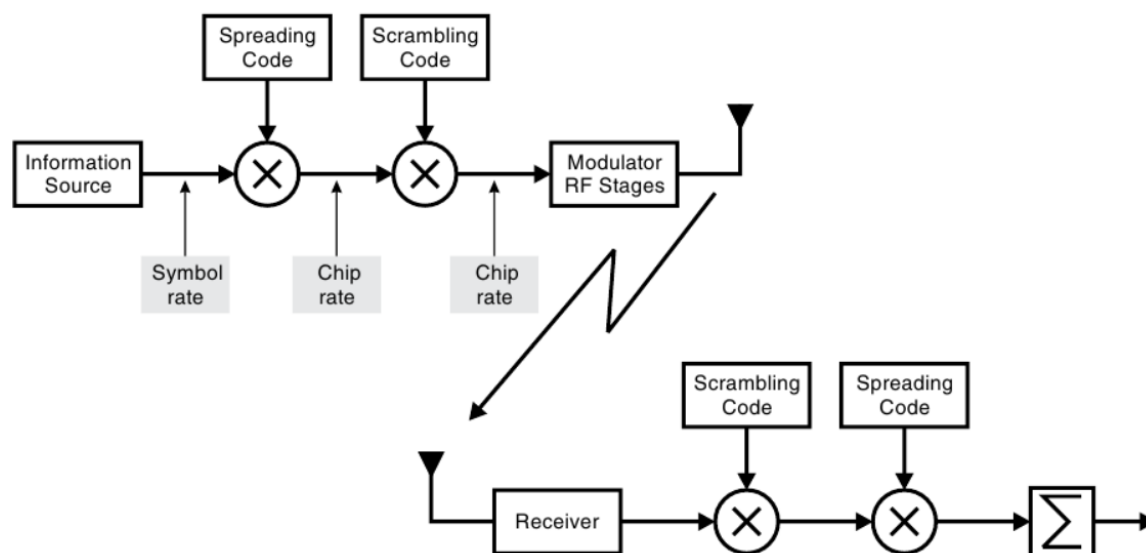 Spreading
Code
Scrambling
Code
Information
Source
Modulator
RF Stages
Symbol
rate
Chip
rate
Chip
rate
Scrambling
Code
Spreading
Code
Receiver
Σ